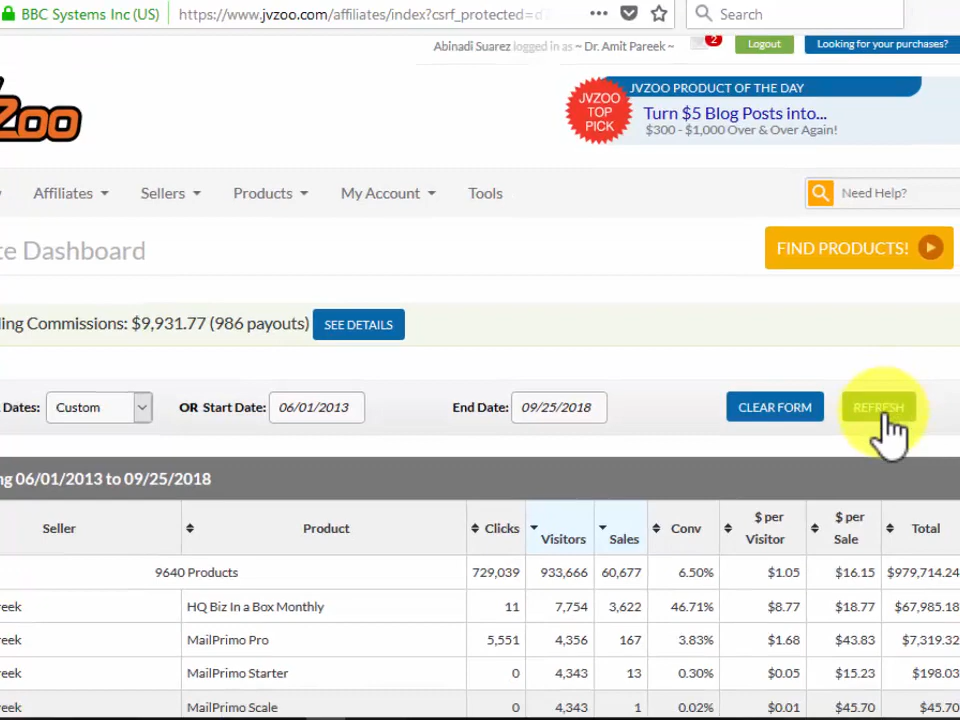 BBC Systems Inc (US) https://www.jvzoo.com/affiliates/index?csrf_protected=d Search
Abinadi Suarez logged in as ~ Dr. Amit Pareek ~ 2 Logout Looking for your purchases?
Zoo
JVZOO TOP PICK
JVZOO PRODUCT OF THE DAY
Turn $5 Blog Posts into...
$300 - $1,000 Over & Over Again!
Affiliates Sellers Products My Account Tools Need Help?
te Dashboard FIND PRODUCTS!
ling Commissions: $9,931.77 (986 payouts) SEE DETAILS
Dates: Custom OR Start Date: 06/01/2013 End Date: 09/25/2018 CLEAR FORM REFRESH
ng 06/01/2013 to 09/25/2018
Seller Product Clicks Visitors Sales Conv $ per Visitor $ per Sale Total
9640 Products 729,039 933,666 60,677 6.50% $1.05 $16.15 $979,714.24
reek HQ Biz In a Box Monthly 11 7,754 3,622 46.71% $8.77 $18.77 $67,985.18
reek MailPrimo Pro 5,551 4,356 167 3.83% $1.68 $43.83 $7,319.32
reek MailPrimo Starter 0 4,343 13 0.30% $0.05 $15.23 $198.03
reek MailPrimo Scale 0 4,343 1 0.02% $0.01 $45.70 $45.70